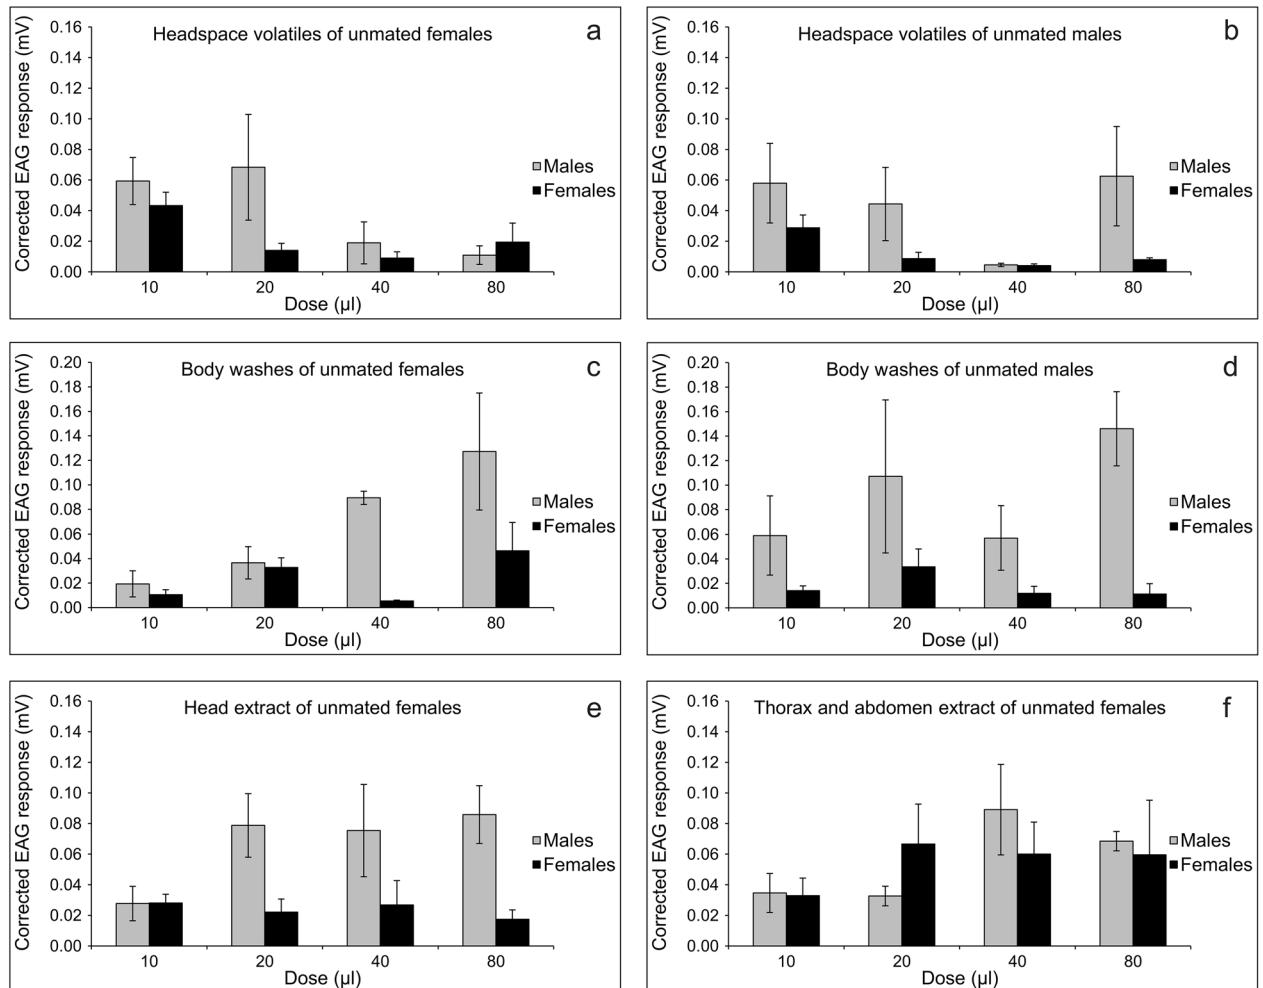 a
Headspace volatiles of unmated females
Corrected EAG response (mV)
0.16
0.14
0.12
0.10
0.08
0.06
0.04
0.02
0.00
Males
Females
10 20 40 80
Dose (µl)
b
Headspace volatiles of unmated males
Corrected EAG response (mV)
0.16
0.14
0.12
0.10
0.08
0.06
0.04
0.02
0.00
Males
Females
10 20 40 80
Dose (µl)
c
Body washes of unmated females
Corrected EAG response (mV)
0.20
0.18
0.16
0.14
0.12
0.10
0.08
0.06
0.04
0.02
0.00
Males
Females
10 20 40 80
Dose (µl)
d
Body washes of unmated males
Corrected EAG response (mV)
0.20
0.18
0.16
0.14
0.12
0.10
0.08
0.06
0.04
0.02
0.00
Males
Females
10 20 40 80
Dose (µl)
e
Head extract of unmated females
Corrected EAG response (mV)
0.16
0.14
0.12
0.10
0.08
0.06
0.04
0.02
0.00
Males
Females
10 20 40 80
Dose (µl)
f
Thorax and abdomen extract of unmated females
Corrected EAG response (mV)
0.16
0.14
0.12
0.10
0.08
0.06
0.04
0.02
0.00
Males
Females
10 20 40 80
Dose (µl)